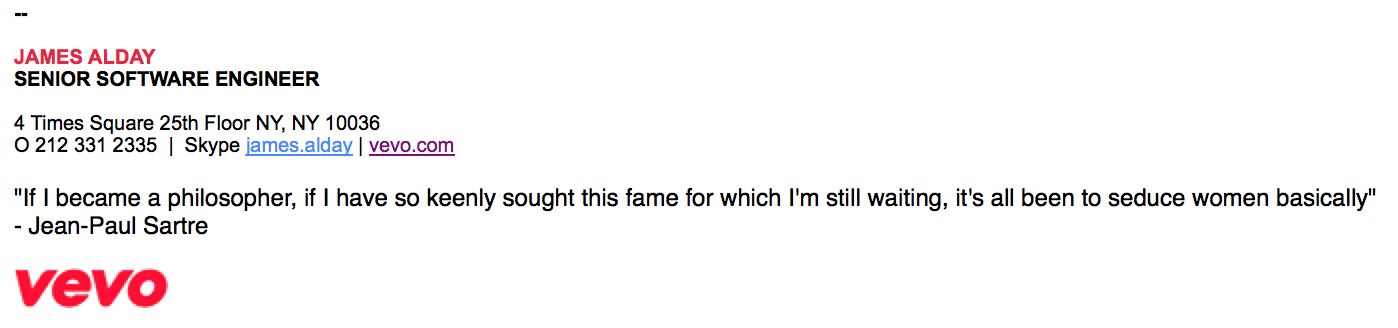 --
JAMES ALDAY
SENIOR SOFTWARE ENGINEER
4 Times Square 25th Floor NY, NY 10036
O 212 331 2335 | Skype james.alday | vevo.com
"If I became a philosopher, if I have so keenly sought this fame for which I'm still waiting, it's all been to seduce women basically"
- Jean-Paul Sartre
vevo